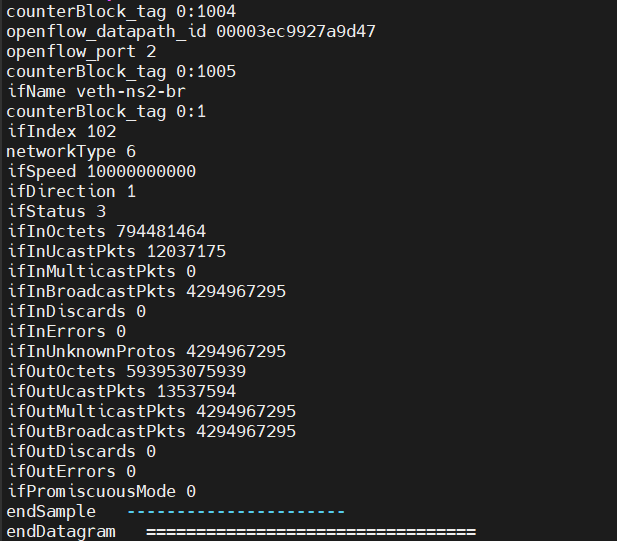 counterBlock_tag 0:1004
openflow_datapath_id 00003ec9927a9d47
openflow_port 2
counterBlock_tag 0:1005
ifName veth-ns2-br
counterBlock_tag 0:1
ifIndex 102
networkType 6
ifSpeed 10000000000
ifDirection 1
ifStatus 3
ifInOctets 794481464
ifInUcastPkts 12037175
ifInMulticastPkts 0
ifInBroadcastPkts 4294967295
ifInDiscards 0
ifInErrors 0
ifInUnknownProtos 4294967295
ifOutOctets 593953075939
ifOutUcastPkts 13537594
ifOutMulticastPkts 4294967295
ifOutBroadcastPkts 4294967295
ifOutDiscards 0
ifOutErrors 0
ifPromiscuousMode 0
endSample   ----------------------
endDatagram   =================================